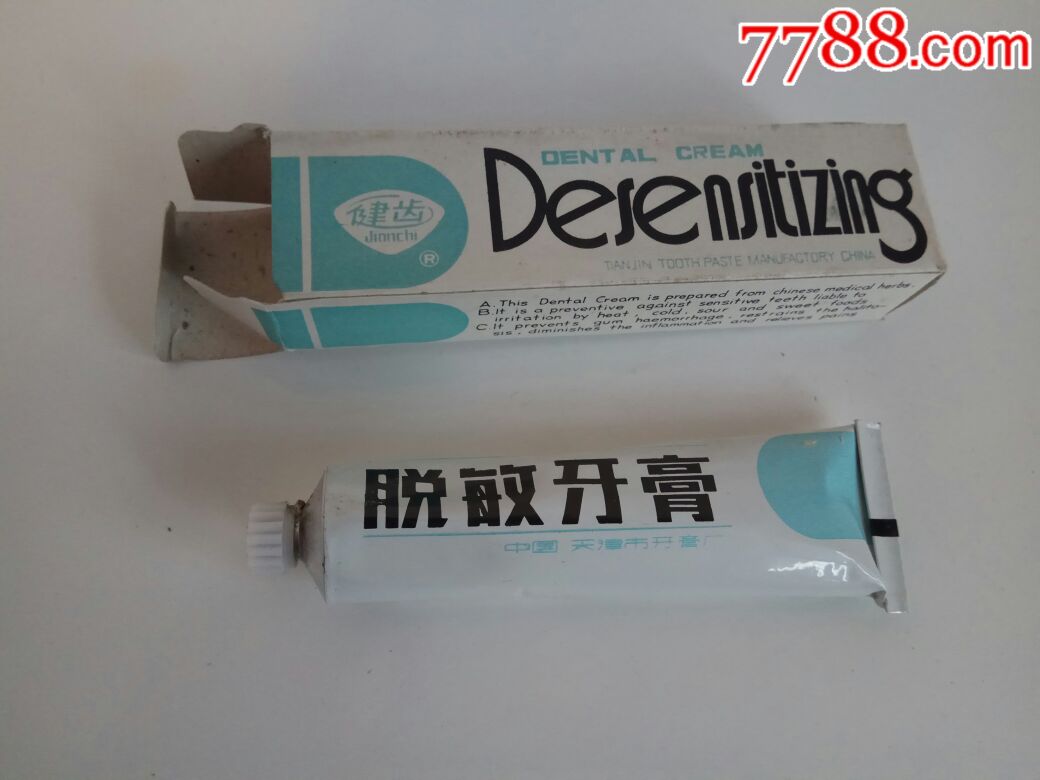 7788.com
DENTAL CREAM
Desensitizing
健齿
Jianchi
®
TIANJIN TOOTH PASTE MANUFACTORY CHINA
A. This Dental Cream is prepared from chinese medical herbs.
B. It is a preventive against sensitive teeth liable to
irritation by heat, cold, sour and sweet foods.
C. It prevents gum haemorrhage, restrains the halito-
sis, diminishes the inflammation and relieves pains
脱敏牙膏
中国 天津市牙膏厂